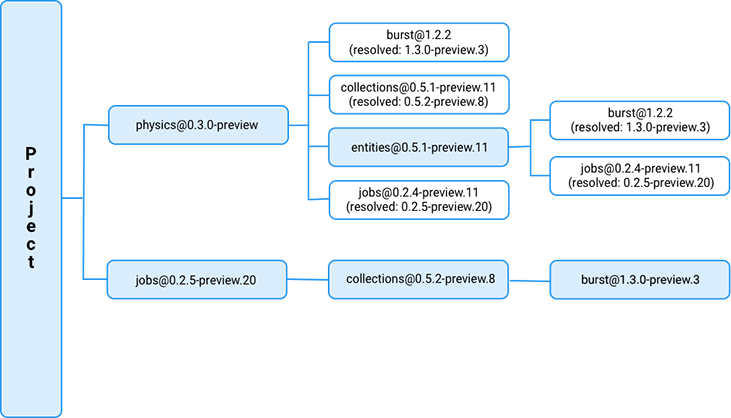 Project
physics@0.3.0-preview
burst@1.2.2
(resolved: 1.3.0-preview.3)
collections@0.5.1-preview.11
(resolved: 0.5.2-preview.8)
entities@0.5.1-preview.11
burst@1.2.2
(resolved: 1.3.0-preview.3)
jobs@0.2.4-preview.11
(resolved: 0.2.5-preview.20)
jobs@0.2.4-preview.11
(resolved: 0.2.5-preview.20)
jobs@0.2.5-preview.20
collections@0.5.2-preview.8
burst@1.3.0-preview.3